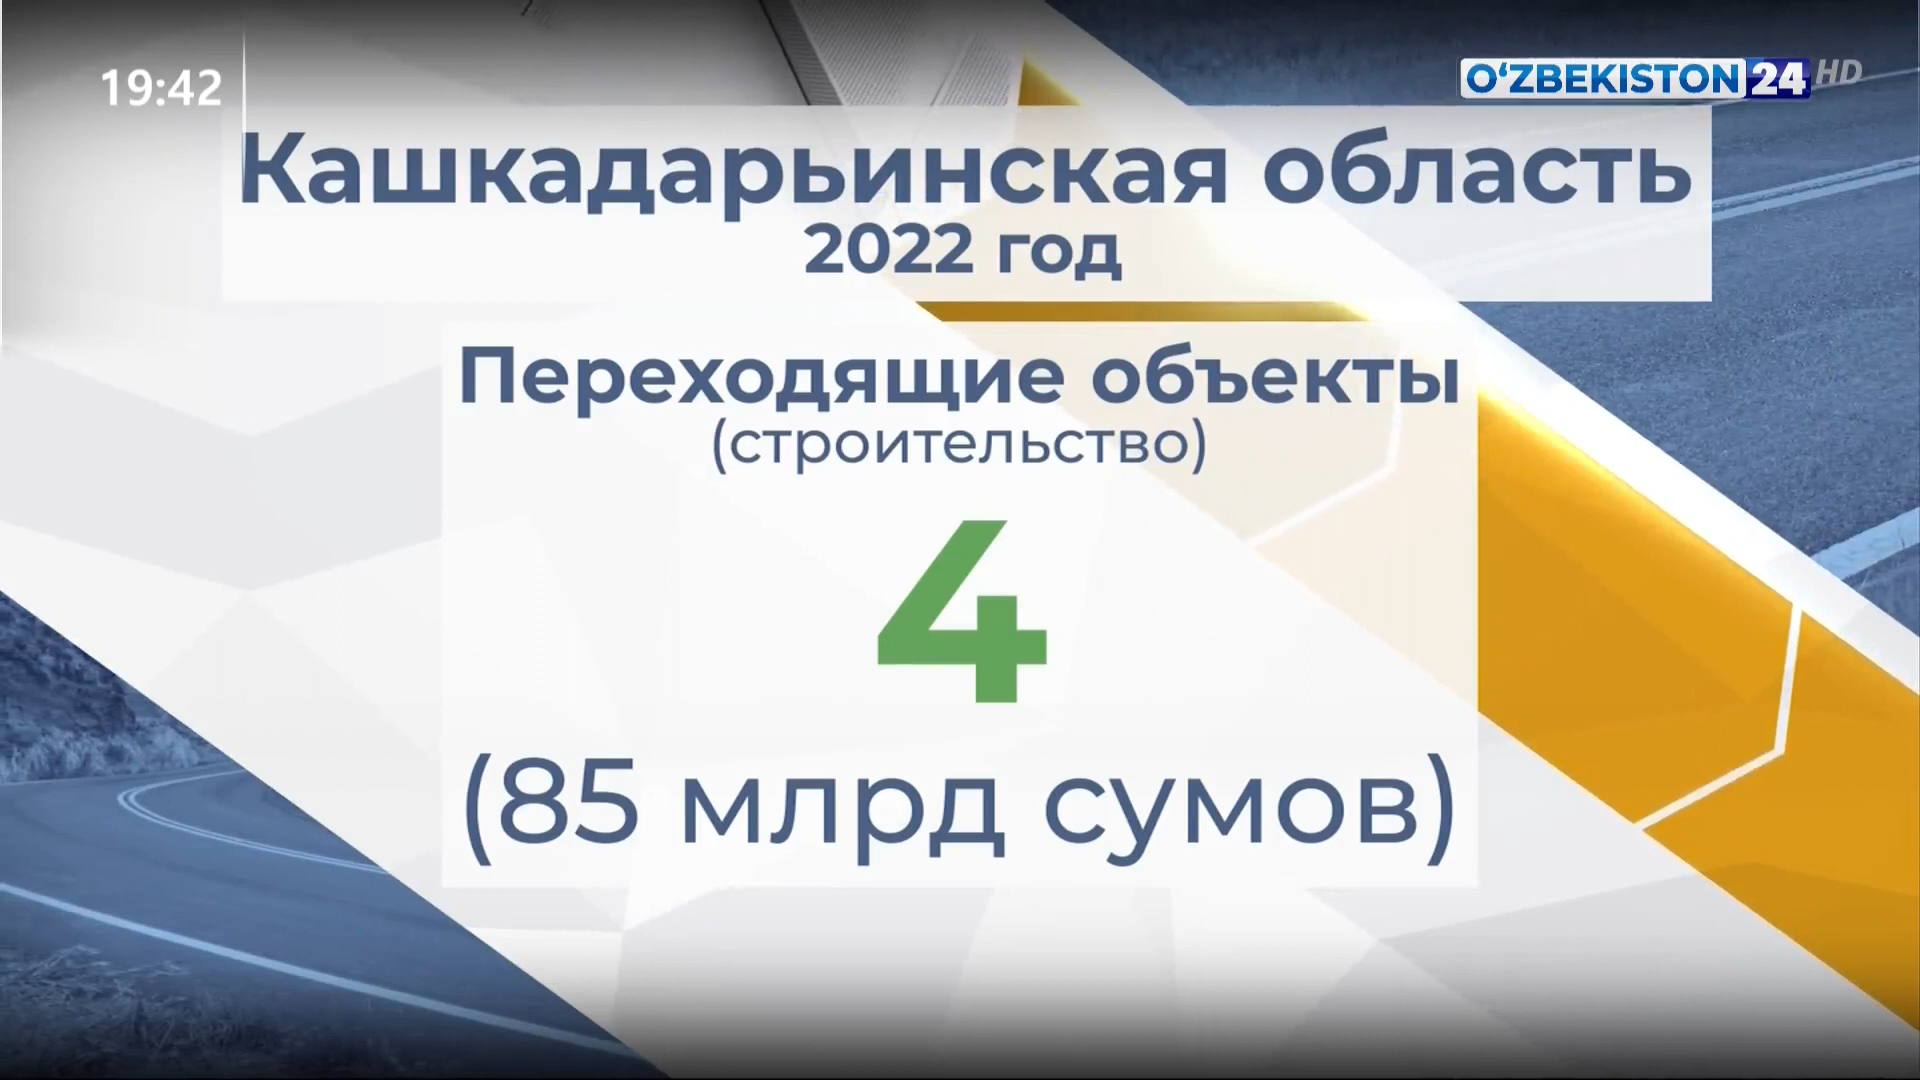 19:42
O‘ZBEKISTON 24 HD
Кашкадарьинская область
2022 год
Переходящие объекты
(строительство)
4
(85 млрд сумов)